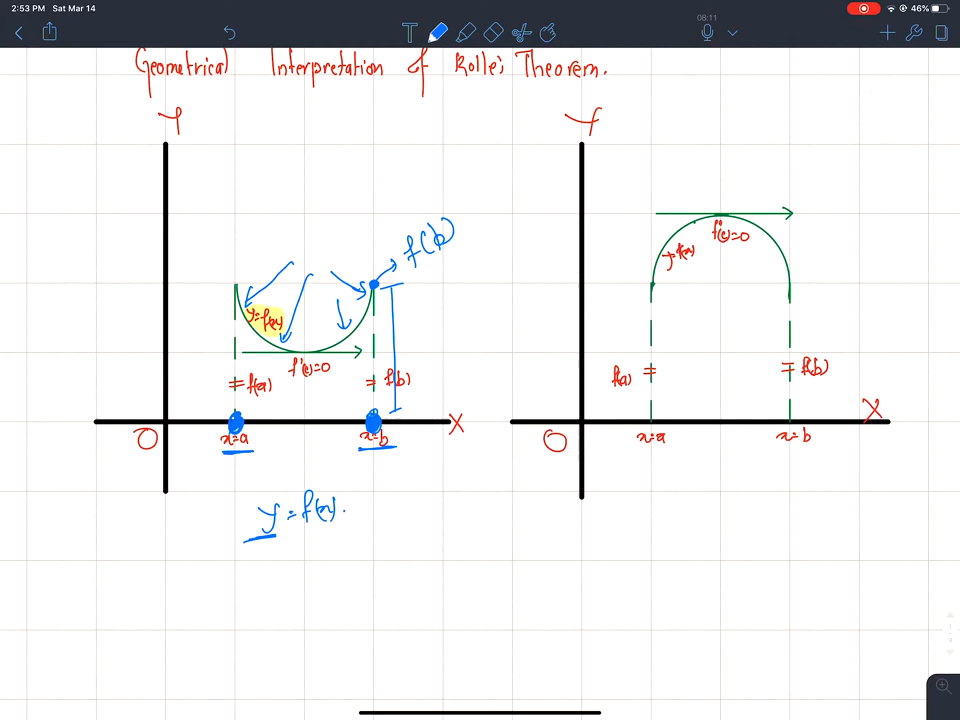 2:53 PM Sat Mar 14
08:11
46%
T
Geometrical Interpretation of Rolle's Theorem.
Y
Y
f(b)
y=f(x)
f'(c)=0
= f(a)
= f(b)
O
x=a
x=b
X
y = f(x).
f'(c)=0
y=f(x)
f(a) =
= f(b)
O
x=a
x=b
X